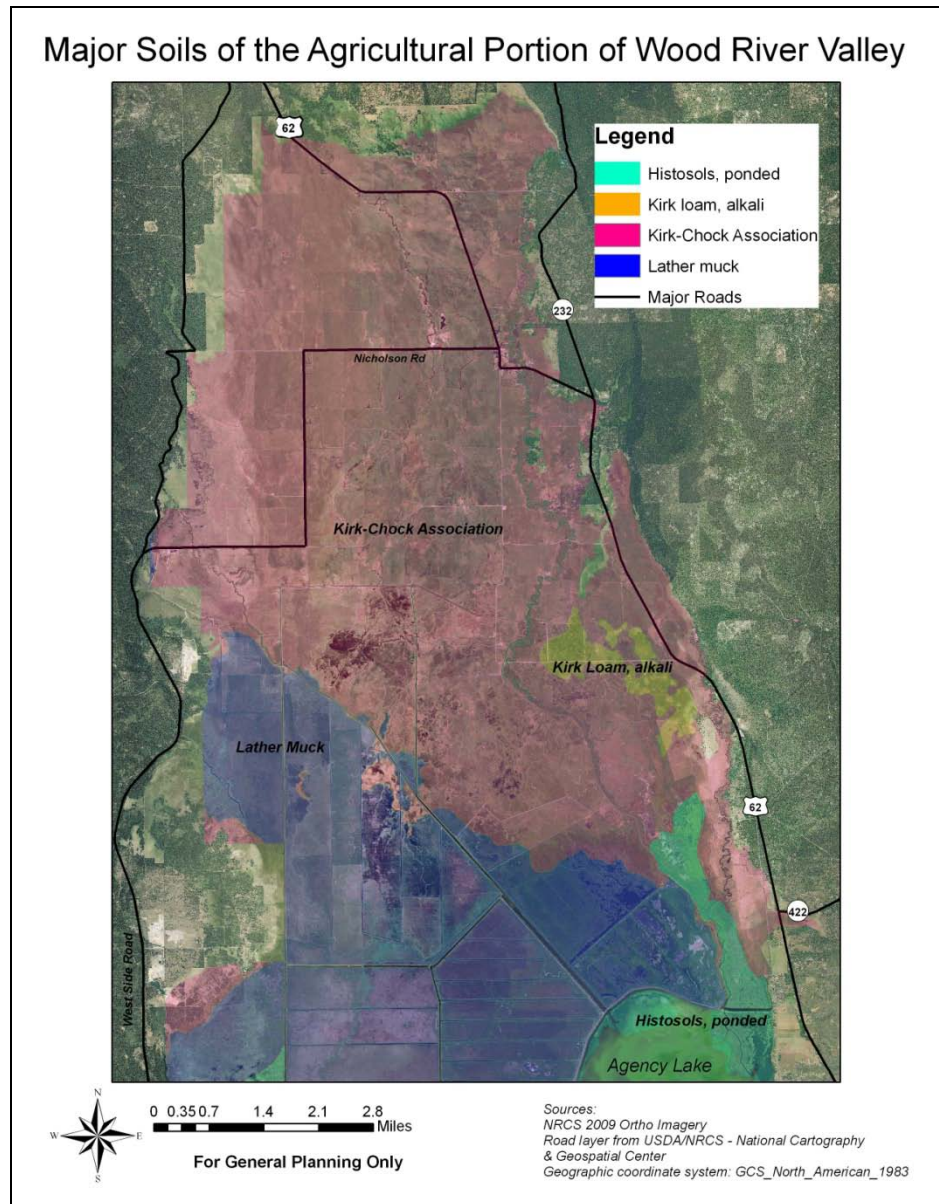 Major Soils of the Agricultural Portion of Wood River Valley
62
Legend
Histosols, ponded
Kirk loam, alkali
Kirk-Chock Association
Lather muck
Major Roads
232
Nicholson Rd
Kirk-Chock Association
Kirk Loam, alkali
Lather Muck
62
422
West Side Road
Histosols, ponded
Agency Lake
N
W E
S
0 0.35 0.7 1.4 2.1 2.8
Miles
For General Planning Only
Sources:
NRCS 2009 Ortho Imagery
Road layer from USDA/NRCS - National Cartography
& Geospatial Center
Geographic coordinate system: GCS_North_American_1983